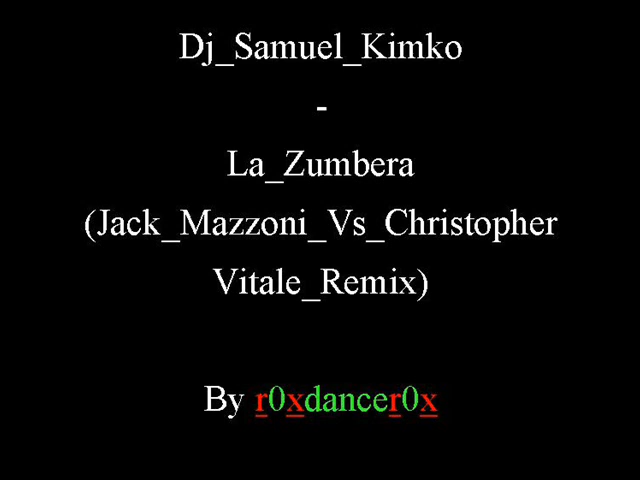 Dj_Samuel_Kimko
-
La_Zumbera
(Jack_Mazzoni_Vs_Christopher
Vitale_Remix)
By r0xdancer0x